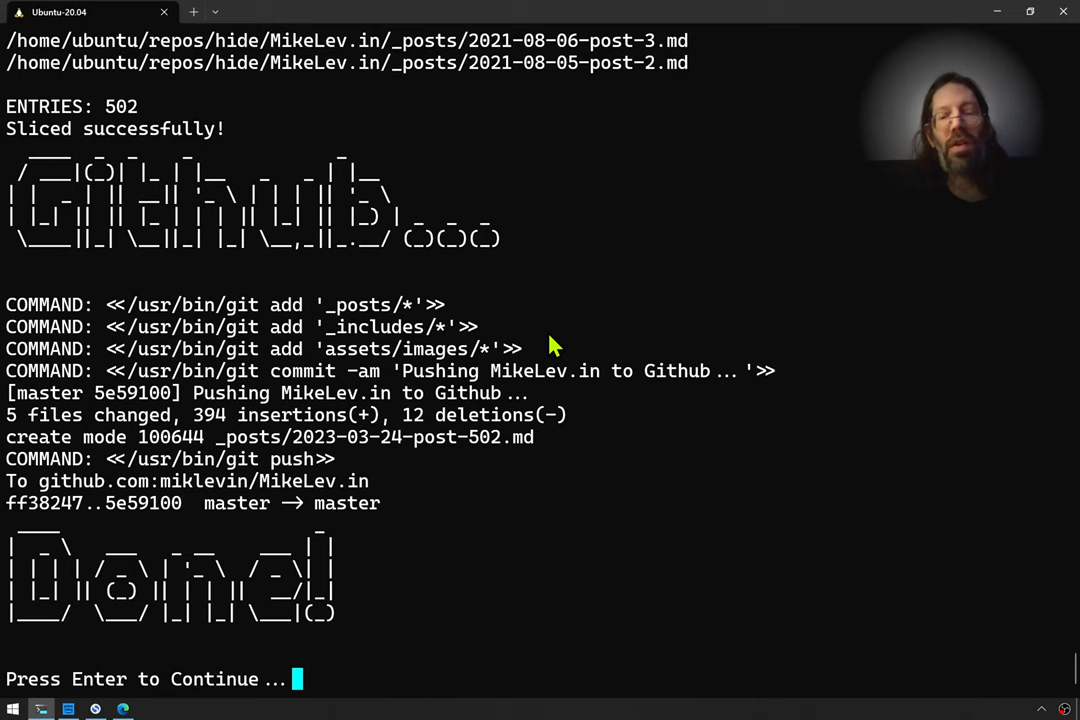 Ubuntu-20.04
/home/ubuntu/repos/hide/MikeLev.in/_posts/2021-08-06-post-3.md
/home/ubuntu/repos/hide/MikeLev.in/_posts/2021-08-05-post-2.md
ENTRIES: 502
Sliced successfully!
Github...
COMMAND: <</usr/bin/git add '_posts/*'>>
COMMAND: <</usr/bin/git add '_includes/*'>>
COMMAND: <</usr/bin/git add 'assets/images/*'>>
COMMAND: <</usr/bin/git commit -am 'Pushing MikeLev.in to Github...'>>
[master 5e59100] Pushing MikeLev.in to Github...
5 files changed, 394 insertions(+), 12 deletions(-)
create mode 100644 _posts/2023-03-24-post-502.md
COMMAND: <</usr/bin/git push>>
To github.com:miklevin/MikeLev.in
ff38247..5e59100  master -> master
Done!
Press Enter to Continue...